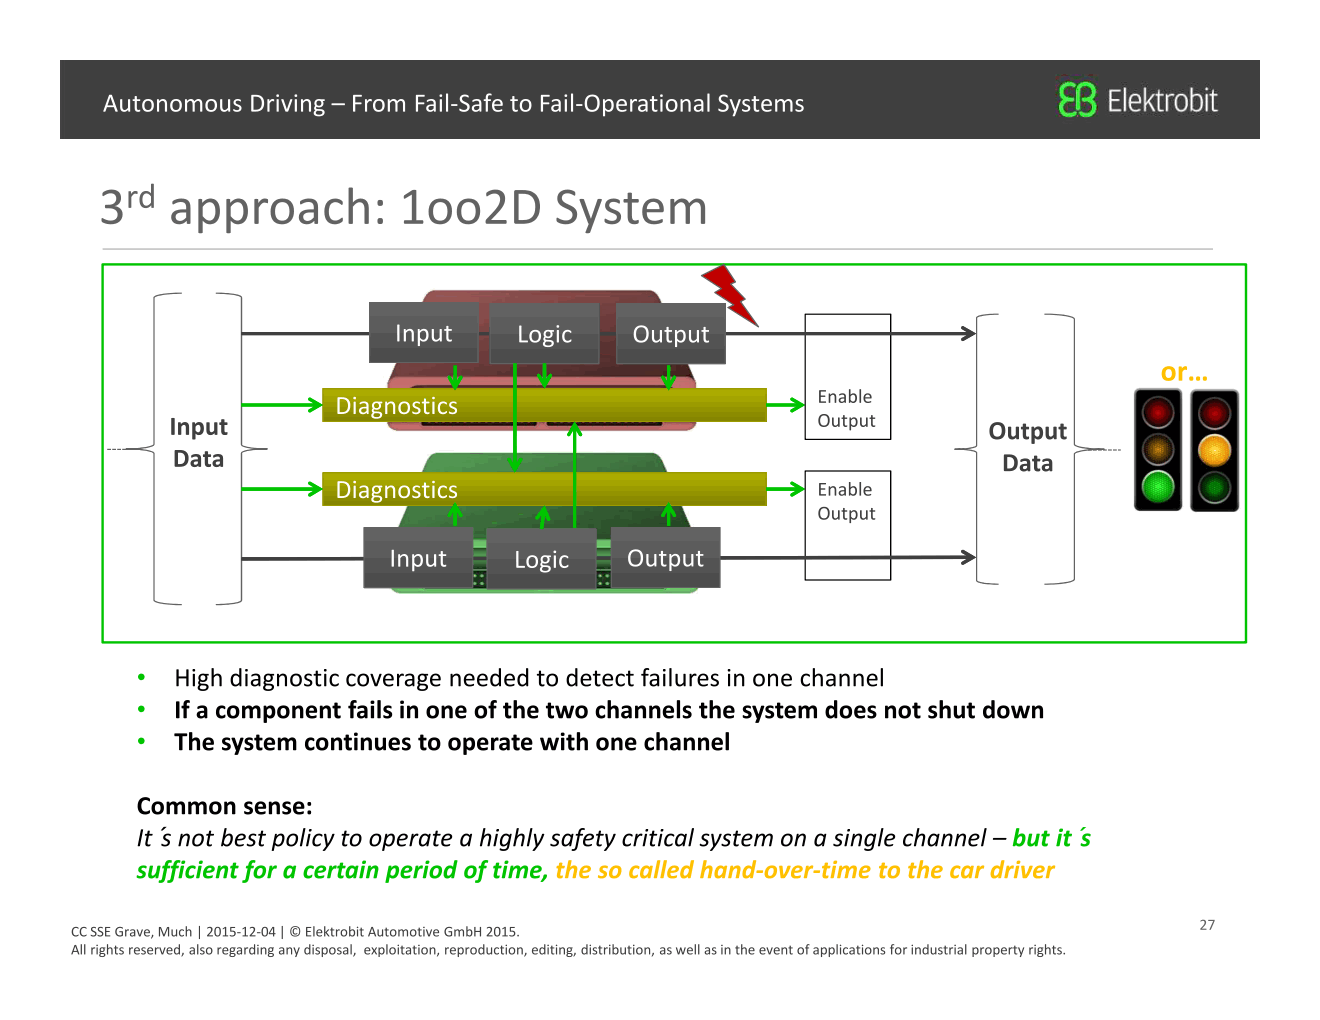 Autonomous Driving – From Fail-Safe to Fail-Operational Systems
EB Elektrobit
3rd approach: 1oo2D System
Input
Logic
Output
or…
Diagnostics
Enable
Output
Input
Data
Output
Data
Diagnostics
Enable
Output
Input
Logic
Output
• High diagnostic coverage needed to detect failures in one channel
• If a component fails in one of the two channels the system does not shut down
• The system continues to operate with one channel
Common sense:
It´s not best policy to operate a highly safety critical system on a single channel – but it´s
sufficient for a certain period of time, the so called hand-over-time to the car driver
CC SSE Grave, Much | 2015-12-04 | © Elektrobit Automotive GmbH 2015.
All rights reserved, also regarding any disposal, exploitation, reproduction, editing, distribution, as well as in the event of applications for industrial property rights.
27